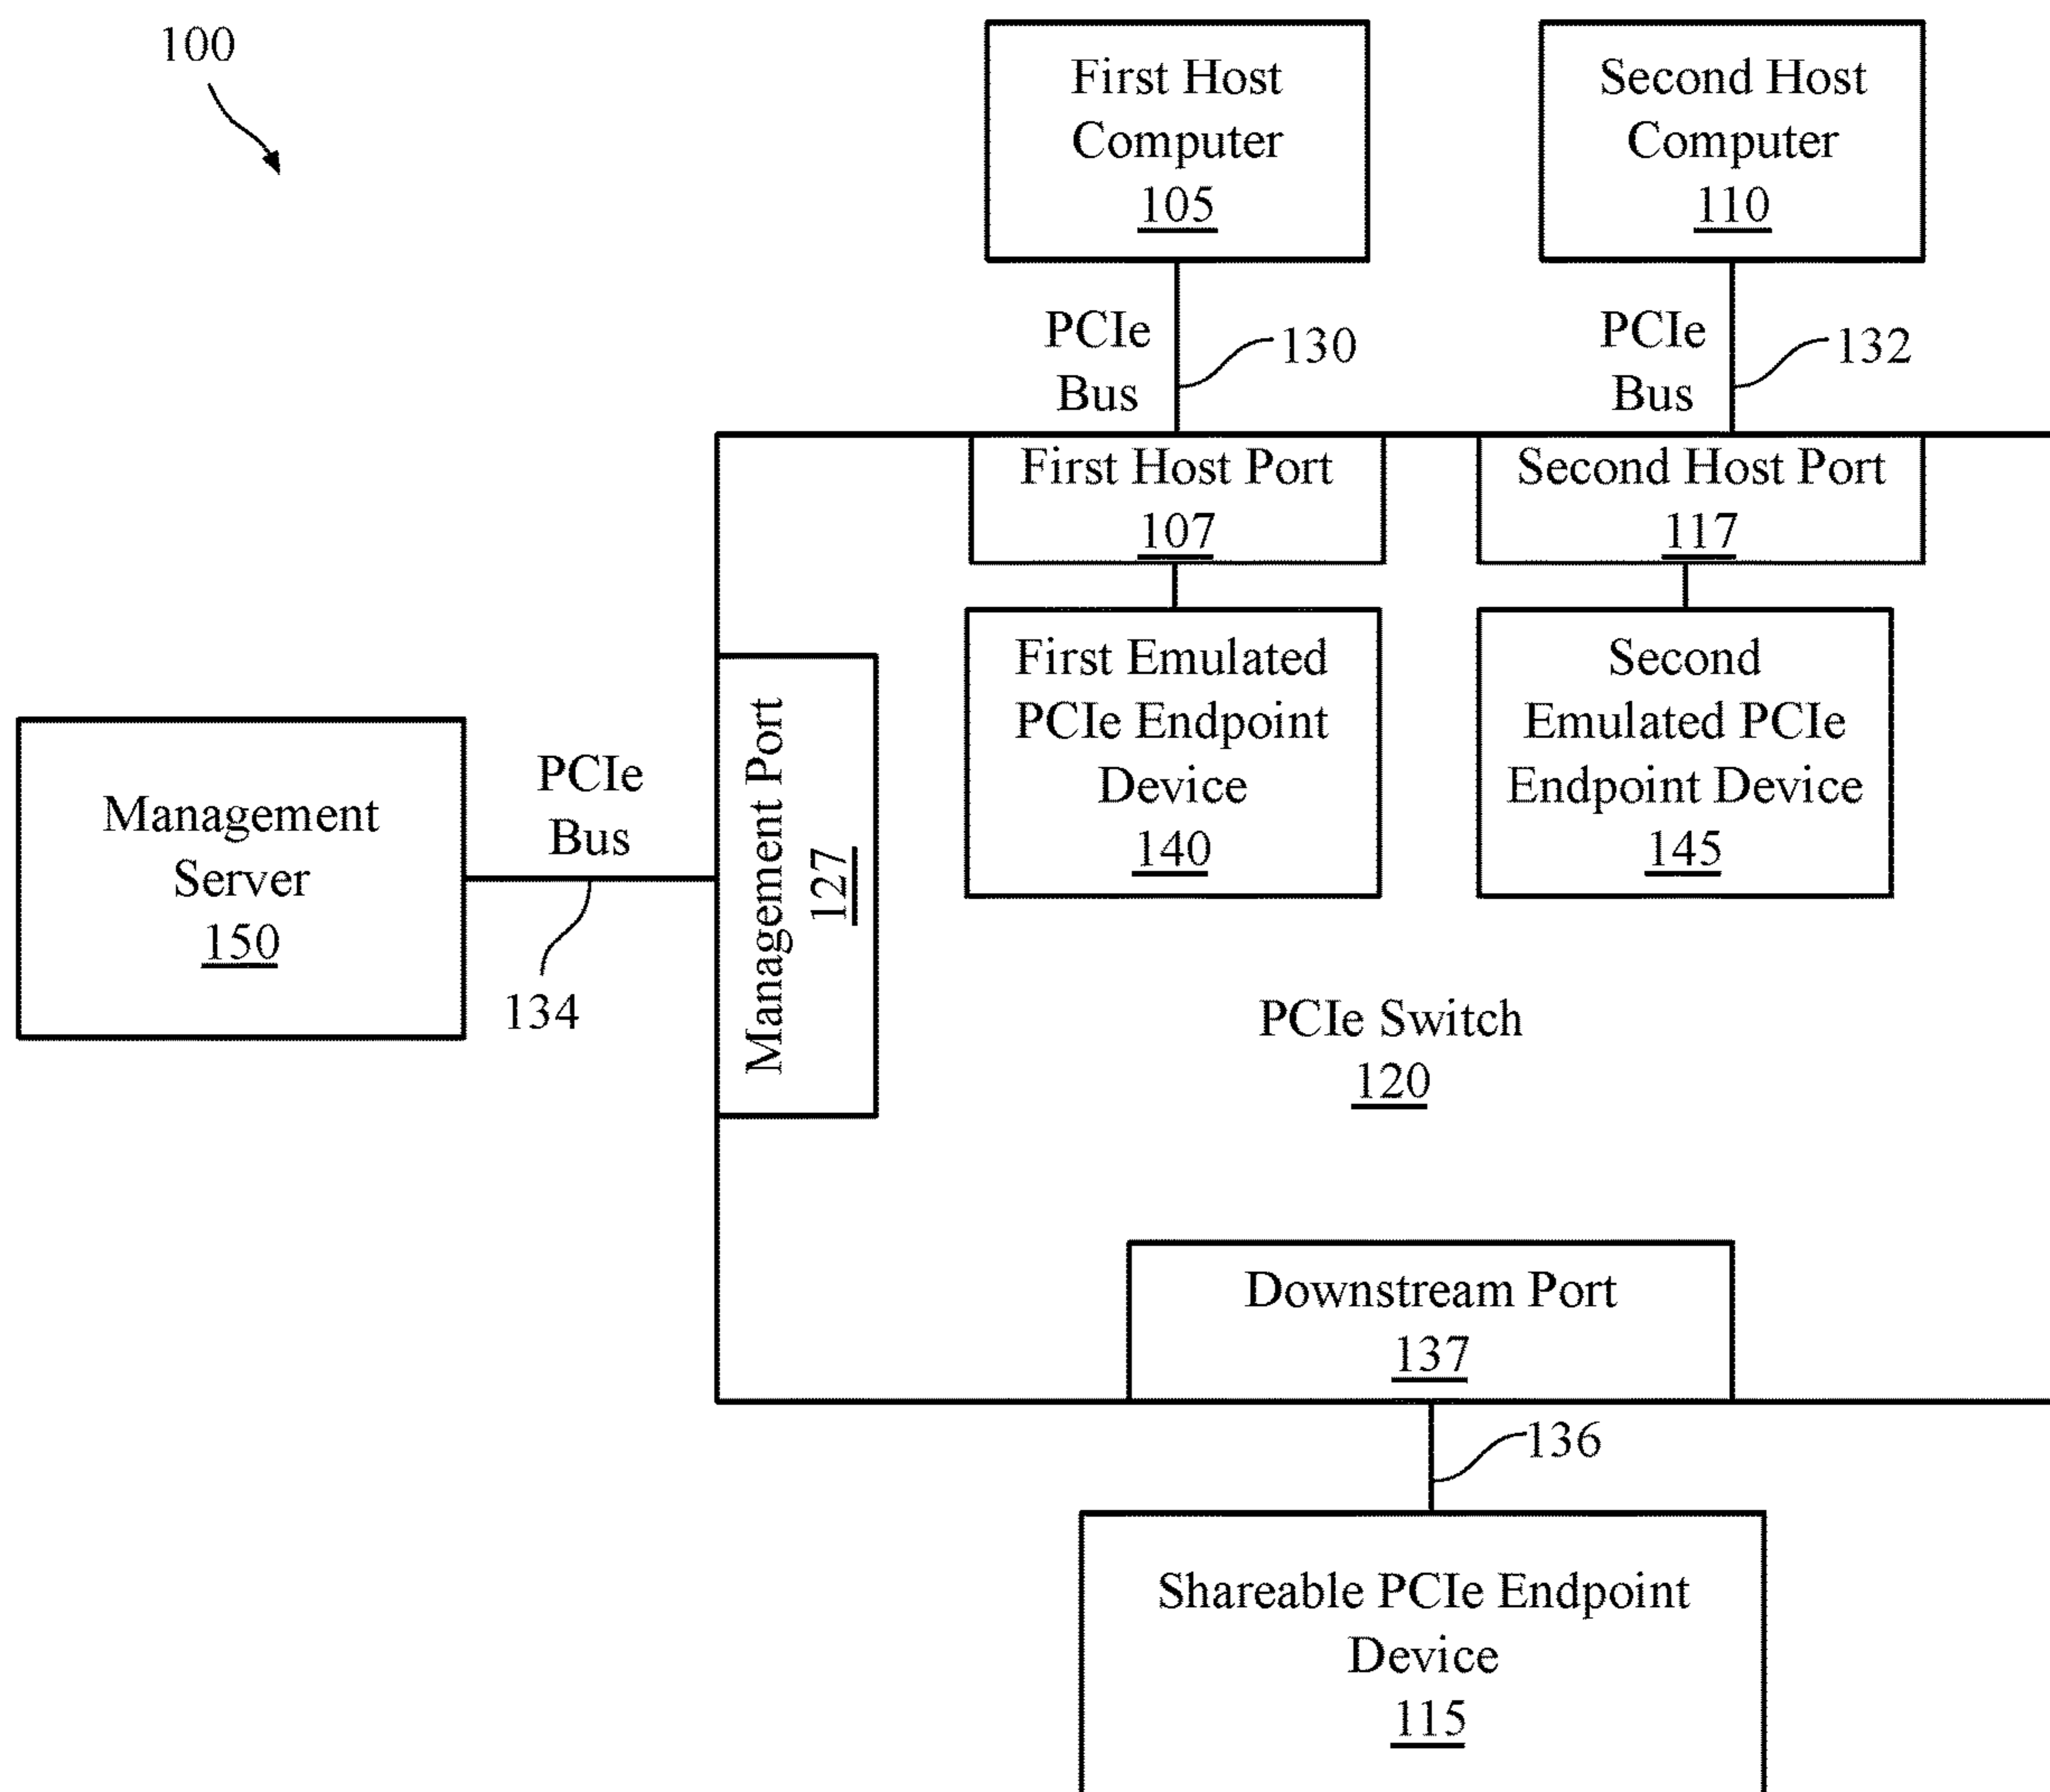 100
First Host
Computer
105
Second Host
Computer
110
PCIe
Bus
130
PCIe
Bus
132
First Host Port
107
Second Host Port
117
First Emulated
PCIe Endpoint
Device
140
Second
Emulated PCIe
Endpoint Device
145
Management
Server
150
PCIe
Bus
134
Management Port
127
PCIe Switch
120
Downstream Port
137
136
Shareable PCIe Endpoint
Device
115